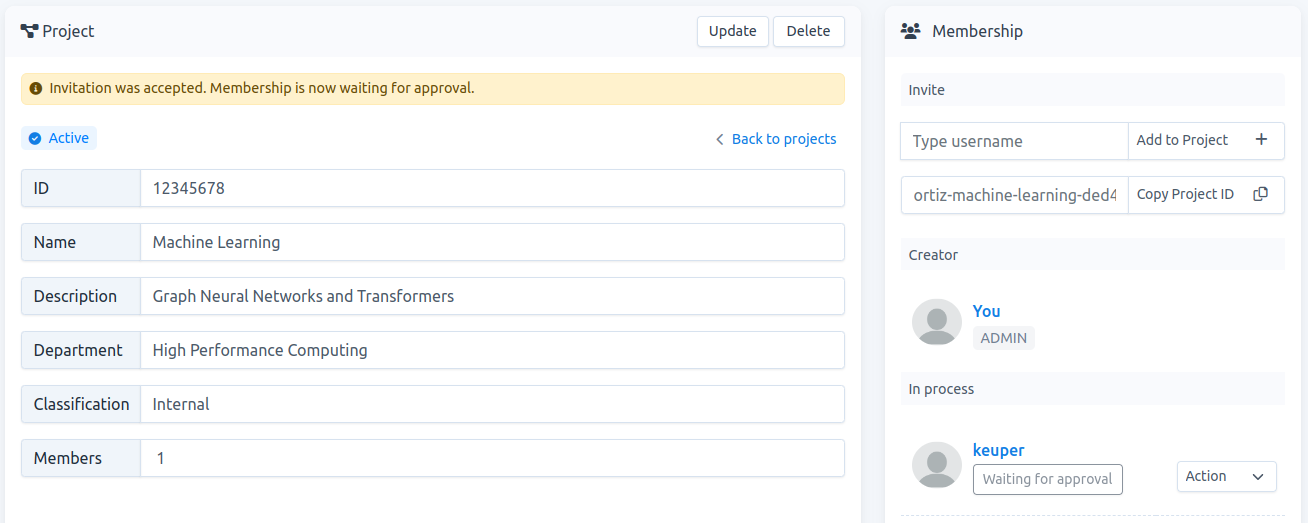 Project
Update
Delete
Invitation was accepted. Membership is now waiting for approval.
Active
Back to projects
ID
12345678
Name
Machine Learning
Description
Graph Neural Networks and Transformers
Department
High Performance Computing
Classification
Internal
Members
1
Membership
Invite
Type username
Add to Project +
ortiz-machine-learning-ded4
Copy Project ID
Creator
You
ADMIN
In process
keuper
Waiting for approval
Action